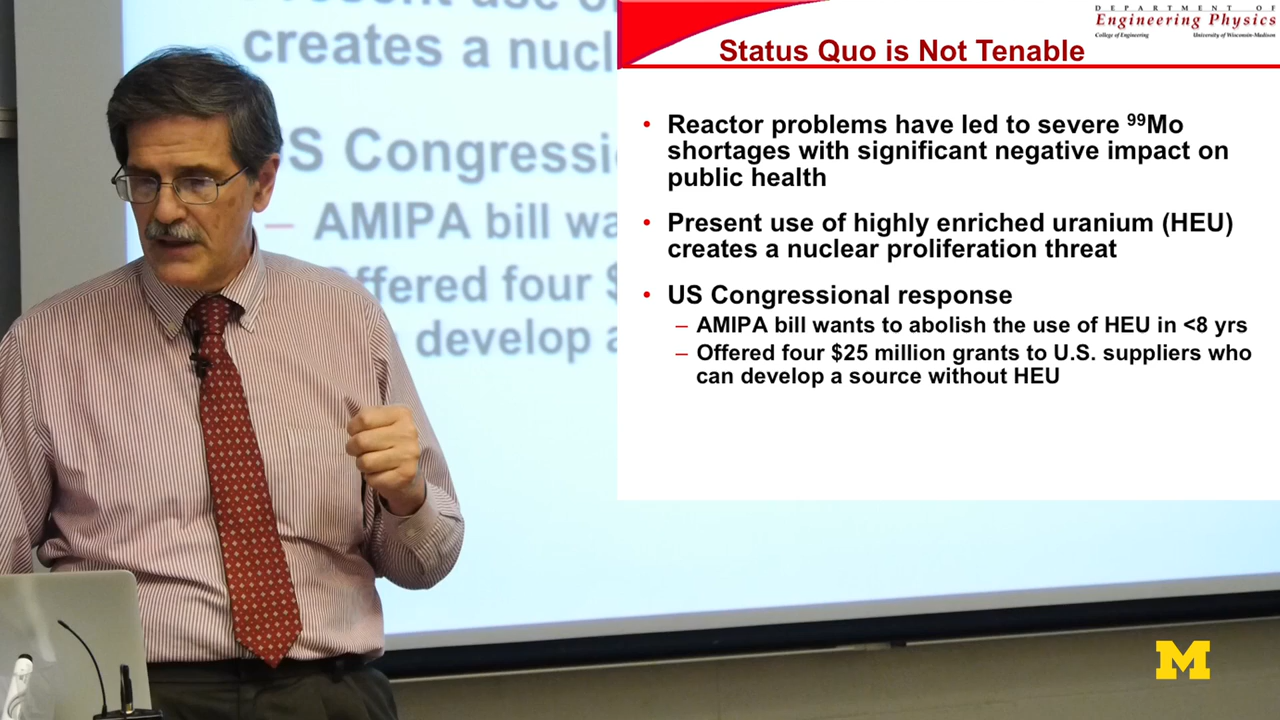 Present use o
creates a nucl
S Congressi
– AMIPA bill wa
ffered four $
develop a
DEPARTMENT OF
Engineering Physics
College of Engineering University of Wisconsin-Madison
Status Quo is Not Tenable
• Reactor problems have led to severe ⁹⁹Mo
shortages with significant negative impact on
public health
• Present use of highly enriched uranium (HEU)
creates a nuclear proliferation threat
• US Congressional response
– AMIPA bill wants to abolish the use of HEU in <8 yrs
– Offered four $25 million grants to U.S. suppliers who
can develop a source without HEU
M